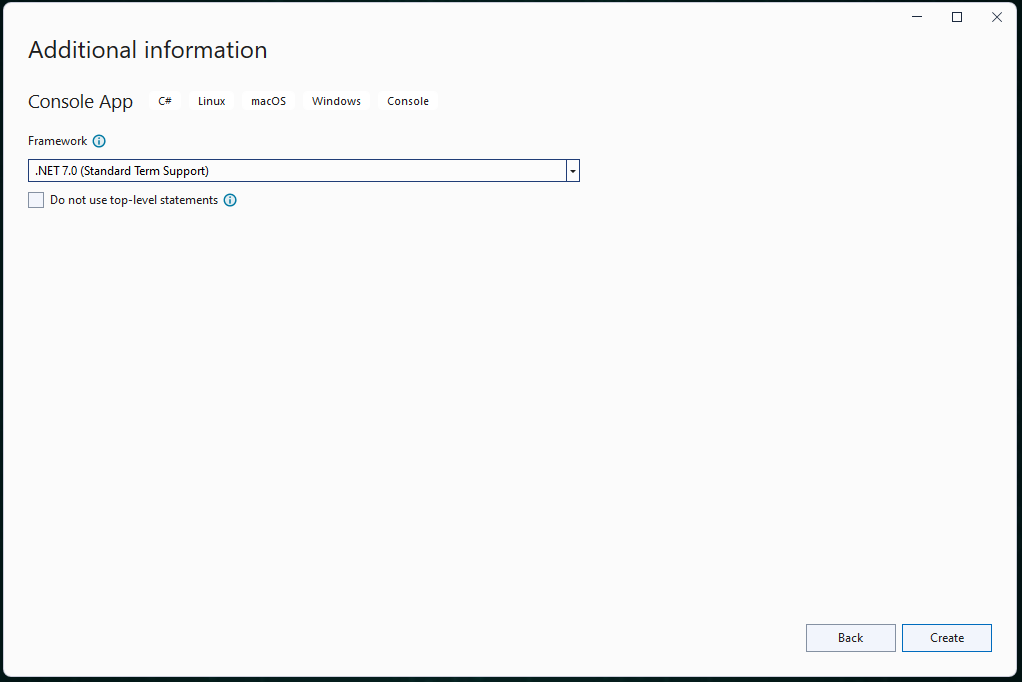 Additional information
Console App C# Linux macOS Windows Console
Framework
.NET 7.0 (Standard Term Support)
Do not use top-level statements
Back Create